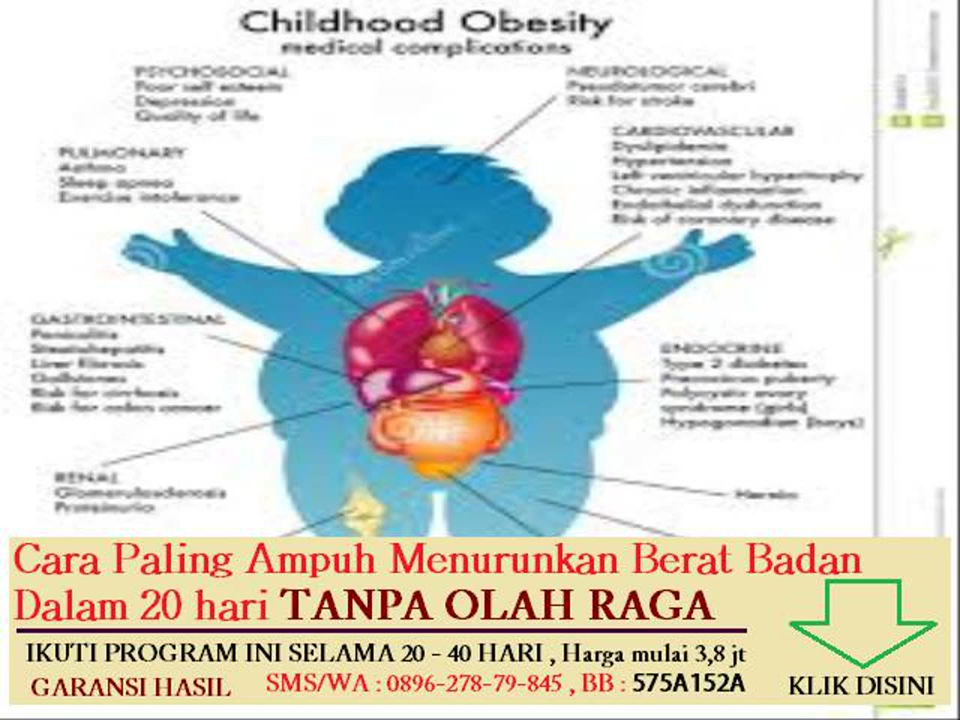 Childhood Obesity
medical complications
PSYCHOSOCIAL
Poor self esteem
Depression
Quality of life
NEUROLOGICAL
Pseudotumor cerebri
Risk for stroke
CARDIOVASCULAR
Dyslipidemia
Hypertension
Left ventricular hypertrophy
Chronic inflammation
Endothelial dysfunction
Risk of coronary disease
PULMONARY
Asthma
Sleep apnea
Exercise intolerance
GASTROINTESTINAL
Steatohepatitis
Liver fibrosis
Gallstones
Risk for cirrhosis
Risk for colon cancer
ENDOCRINE
Type 2 diabetes
Precocious puberty
Polycystic ovary
syndrome (girls)
Hypogonadism (boys)
RENAL
Glomerulosclerosis
Proteinuria
Hernia
Cara Paling Ampuh Menurunkan Berat Badan
Dalam 20 hari TANPA OLAH RAGA
IKUTI PROGRAM INI SELAMA 20 - 40 HARI , Harga mulai 3,8 jt
GARANSI HASIL SMS/WA : 0896-278-79-845 , BB : 575A152A
KLIK DISINI